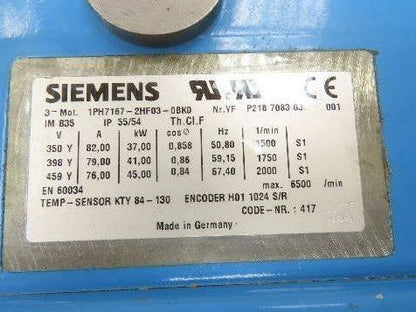 SIEMENS
3~ Mot. 1PH7167-2HF03-0BK0 Nr.YF P218 7083 03 001
IM B35 IP 55/54 Th.Cl.F
V A kW cosΦ Hz 1/min
350 Y 82,00 37,00 0,858 50,80 1500 S1
398 Y 79,00 41,00 0,86 59,15 1750 S1
459 Y 76,00 45,00 0,84 67,40 2000 S1
EN 60034 max. 6500 /min
TEMP-SENSOR KTY 84-130 ENCODER H01 1024 S/R
CODE-NR.: 417
Made in Germany